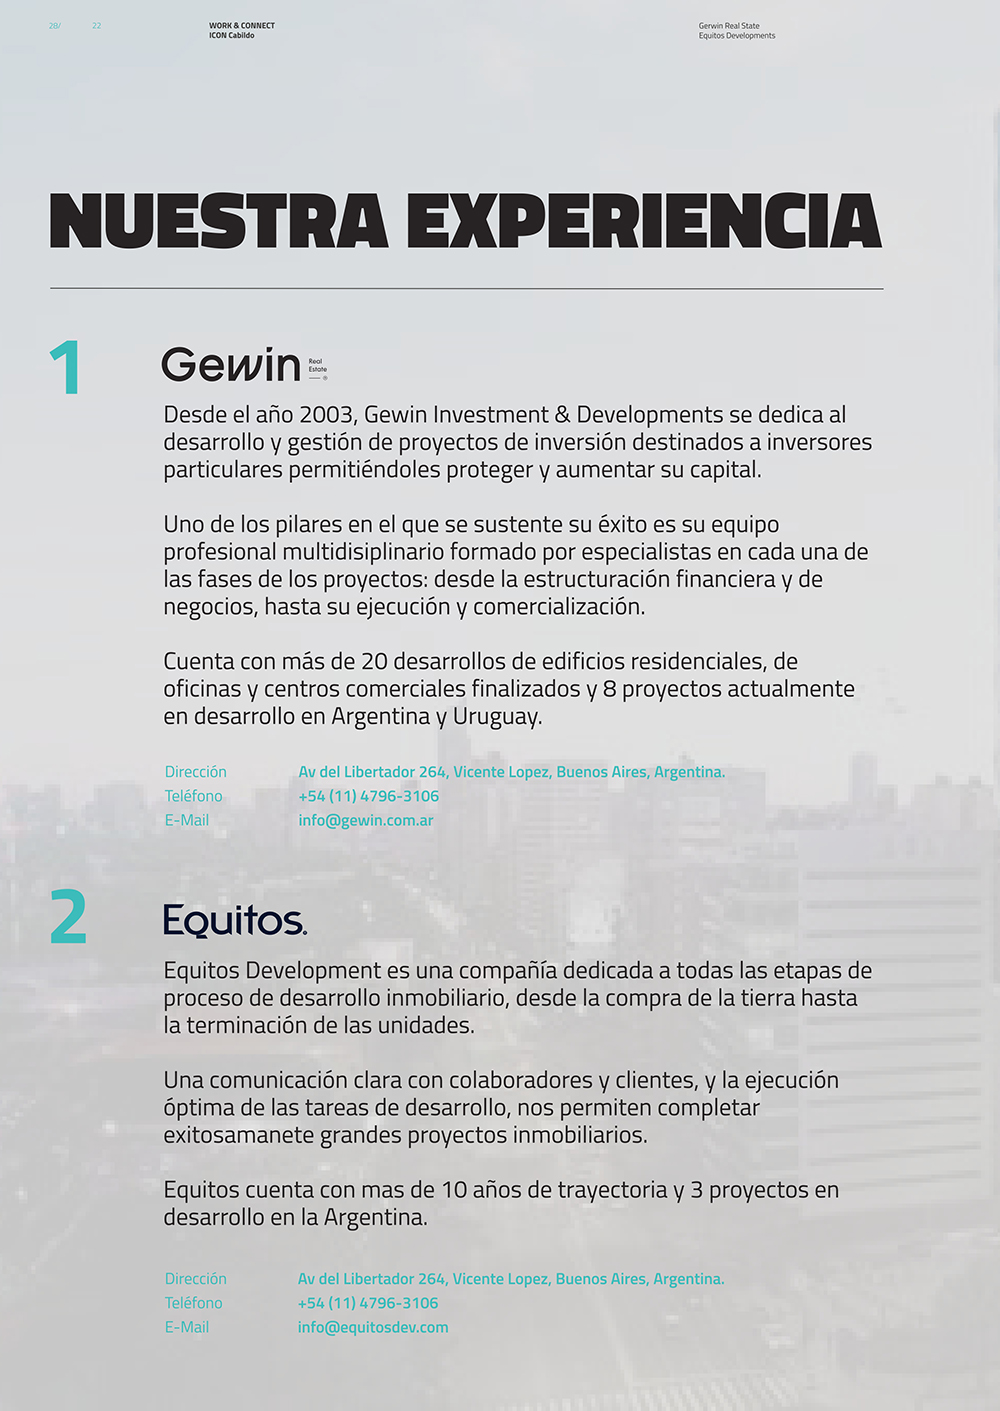 28/ 22
WORK & CONNECT
ICON Cabildo
Gerwin Real State
Equitos Developments
NUESTRA EXPERIENCIA
1
Gewin Real
Estate
®
Desde el año 2003, Gewin Investment & Developments se dedica al
desarrollo y gestión de proyectos de inversión destinados a inversores
particulares permitiéndoles proteger y aumentar su capital.
Uno de los pilares en el que se sustente su éxito es su equipo
profesional multidisiplinario formado por especialistas en cada una de
las fases de los proyectos: desde la estructuración financiera y de
negocios, hasta su ejecución y comercialización.
Cuenta con más de 20 desarrollos de edificios residenciales, de
oficinas y centros comerciales finalizados y 8 proyectos actualmente
en desarrollo en Argentina y Uruguay.
Dirección Av del Libertador 264, Vicente Lopez, Buenos Aires, Argentina.
Teléfono +54 (11) 4796-3106
E-Mail info@gewin.com.ar
2
Equitos.
Equitos Development es una compañía dedicada a todas las etapas de
proceso de desarrollo inmobiliario, desde la compra de la tierra hasta
la terminación de las unidades.
Una comunicación clara con colaboradores y clientes, y la ejecución
óptima de las tareas de desarrollo, nos permiten completar
exitosamanete grandes proyectos inmobiliarios.
Equitos cuenta con mas de 10 años de trayectoria y 3 proyectos en
desarrollo en la Argentina.
Dirección Av del Libertador 264, Vicente Lopez, Buenos Aires, Argentina.
Teléfono +54 (11) 4796-3106
E-Mail info@equitosdev.com